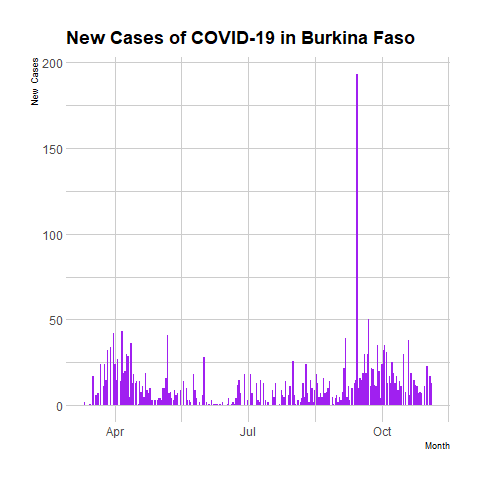 New Cases of COVID-19 in Burkina Faso
New Cases
200
150
100
50
0
Apr
Jul
Oct
Month